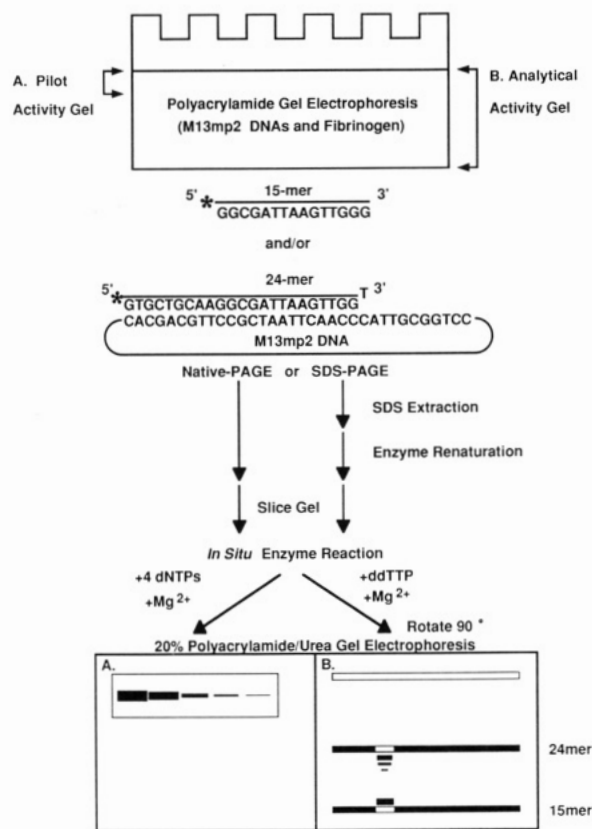 A. Pilot
Activity Gel
B. Analytical
Activity Gel
Polyacrylamide Gel Electrophoresis
(M13mp2 DNAs and Fibrinogen)
15-mer
5' * GGCGATTAAGTTGGG 3'
and/or
24-mer
5' *GTGCTGCAAGGCGATTAAGTTGG T 3'
CACGACGTTCCGCTAATTCAACCCATTGCGGTCC
M13mp2 DNA
Native-PAGE or SDS-PAGE
SDS Extraction
Enzyme Renaturation
Slice Gel
In Situ Enzyme Reaction
+4 dNTPs
+Mg 2+
+ddTTP
+Mg 2+
Rotate 90 °
20% Polyacrylamide/Urea Gel Electrophoresis
A.
B.
24mer
15mer